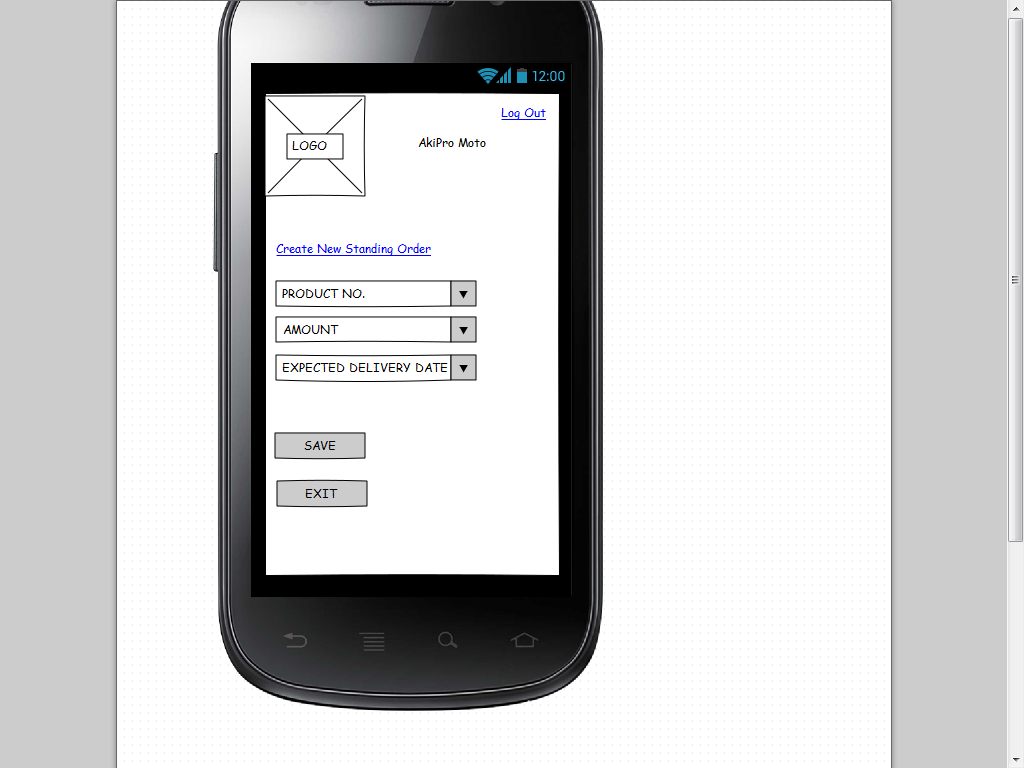 12:00
Log Out
LOGO
AkiPro Moto
Create New Standing Order
PRODUCT NO.
AMOUNT
EXPECTED DELIVERY DATE
SAVE
EXIT